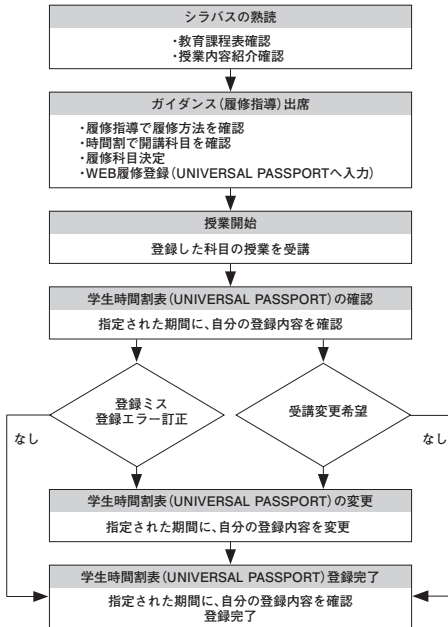 シラバスの熟読
・教育課程表確認
・授業内容紹介確認
ガイダンス(履修指導)出席
・履修指導で履修方法を確認
・時間割で開講科目を確認
・履修科目決定
・WEB履修登録(UNIVERSAL PASSPORTへ入力)
授業開始
登録した科目の授業を受講
学生時間割表(UNIVERSAL PASSPORT)の確認
指定された期間に、自分の登録内容を確認
登録ミス
登録エラー訂正
受講変更希望
なし
なし
学生時間割表(UNIVERSAL PASSPORT)の変更
指定された期間に、自分の登録内容を変更
学生時間割表(UNIVERSAL PASSPORT)登録完了
指定された期間に、自分の登録内容を確認
登録完了